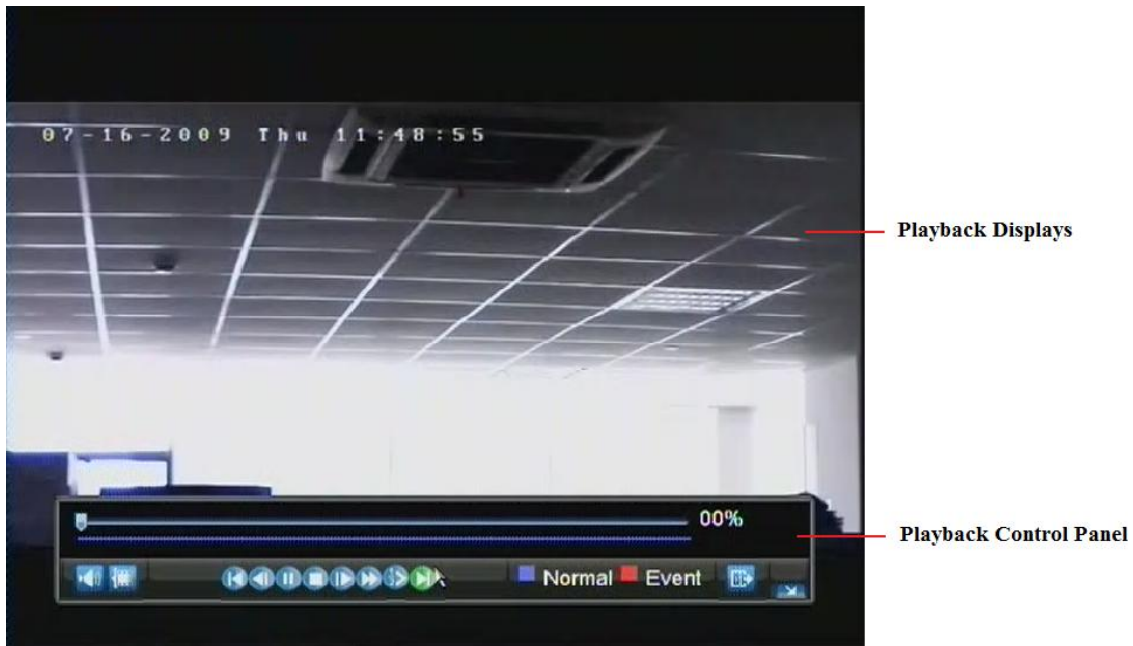 07-16-2009 Thu 11:48:55
Playback Displays
00%
Playback Control Panel
Normal Event